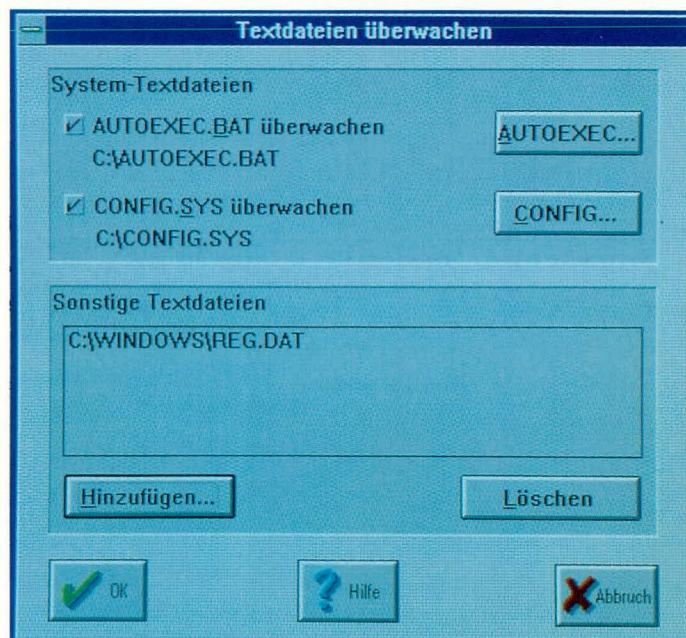 Textdateien überwachen
System-Textdateien
AUTOEXEC.BAT überwachen
AUTOEXEC...
C:\AUTOEXEC.BAT
CONFIG.SYS überwachen
CONFIG...
C:\CONFIG.SYS
Sonstige Textdateien
C:\WINDOWS\REG.DAT
Hinzufügen...
Löschen
OK
Hilfe
Abbruch